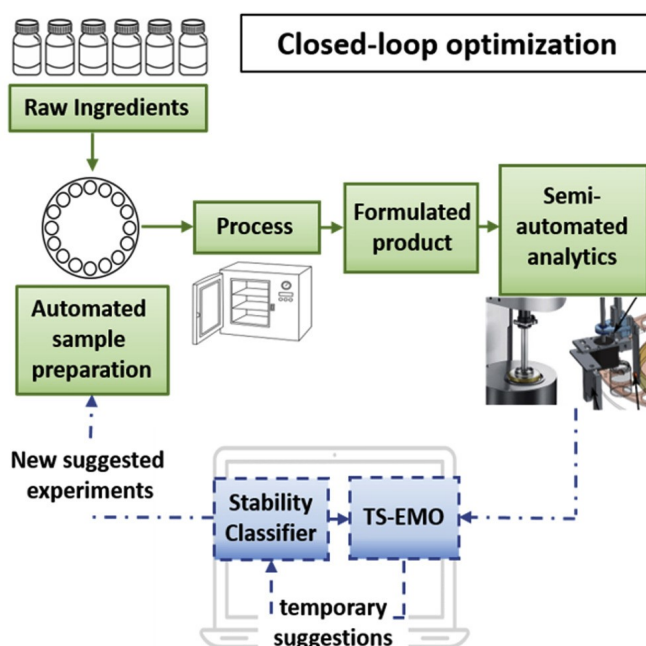 Closed-loop optimization
Raw Ingredients
Process
Formulated
product
Semi-
automated
analytics
Automated
sample
preparation
New suggested
experiments
Stability
Classifier
TS-EMO
temporary
suggestions